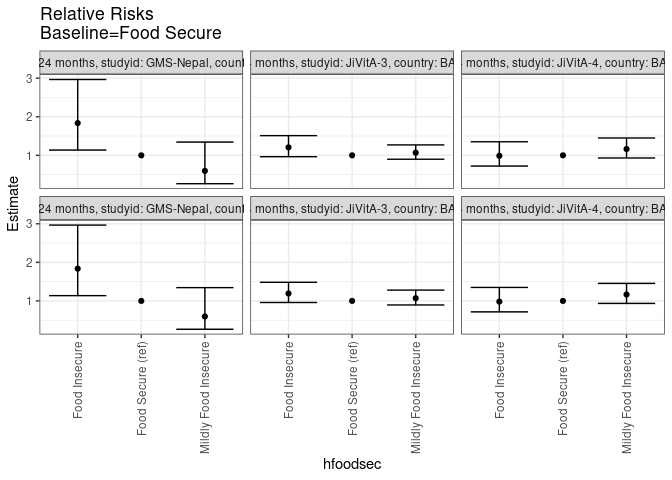 Relative Risks
Baseline=Food Secure
24 months, studyid: GMS-Nepal, count
months, studyid: JiVitA-3, country: BA
months, studyid: JiVitA-4, country: BA
3
2
1
24 months, studyid: GMS-Nepal, count
months, studyid: JiVitA-3, country: BA
months, studyid: JiVitA-4, country: BA
3
2
1
Estimate
Food Insecure
Food Secure (ref)
Mildly Food Insecure
Food Insecure
Food Secure (ref)
Mildly Food Insecure
Food Insecure
Food Secure (ref)
Mildly Food Insecure
hfoodsec